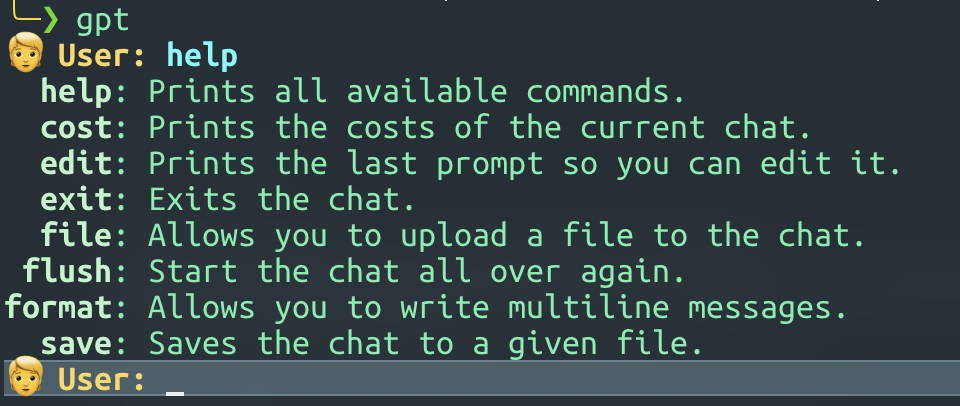 ❯ gpt
🧑 User: help
help: Prints all available commands.
cost: Prints the costs of the current chat.
edit: Prints the last prompt so you can edit it.
exit: Exits the chat.
file: Allows you to upload a file to the chat.
flush: Start the chat all over again.
format: Allows you to write multiline messages.
save: Saves the chat to a given file.
🧑 User: _